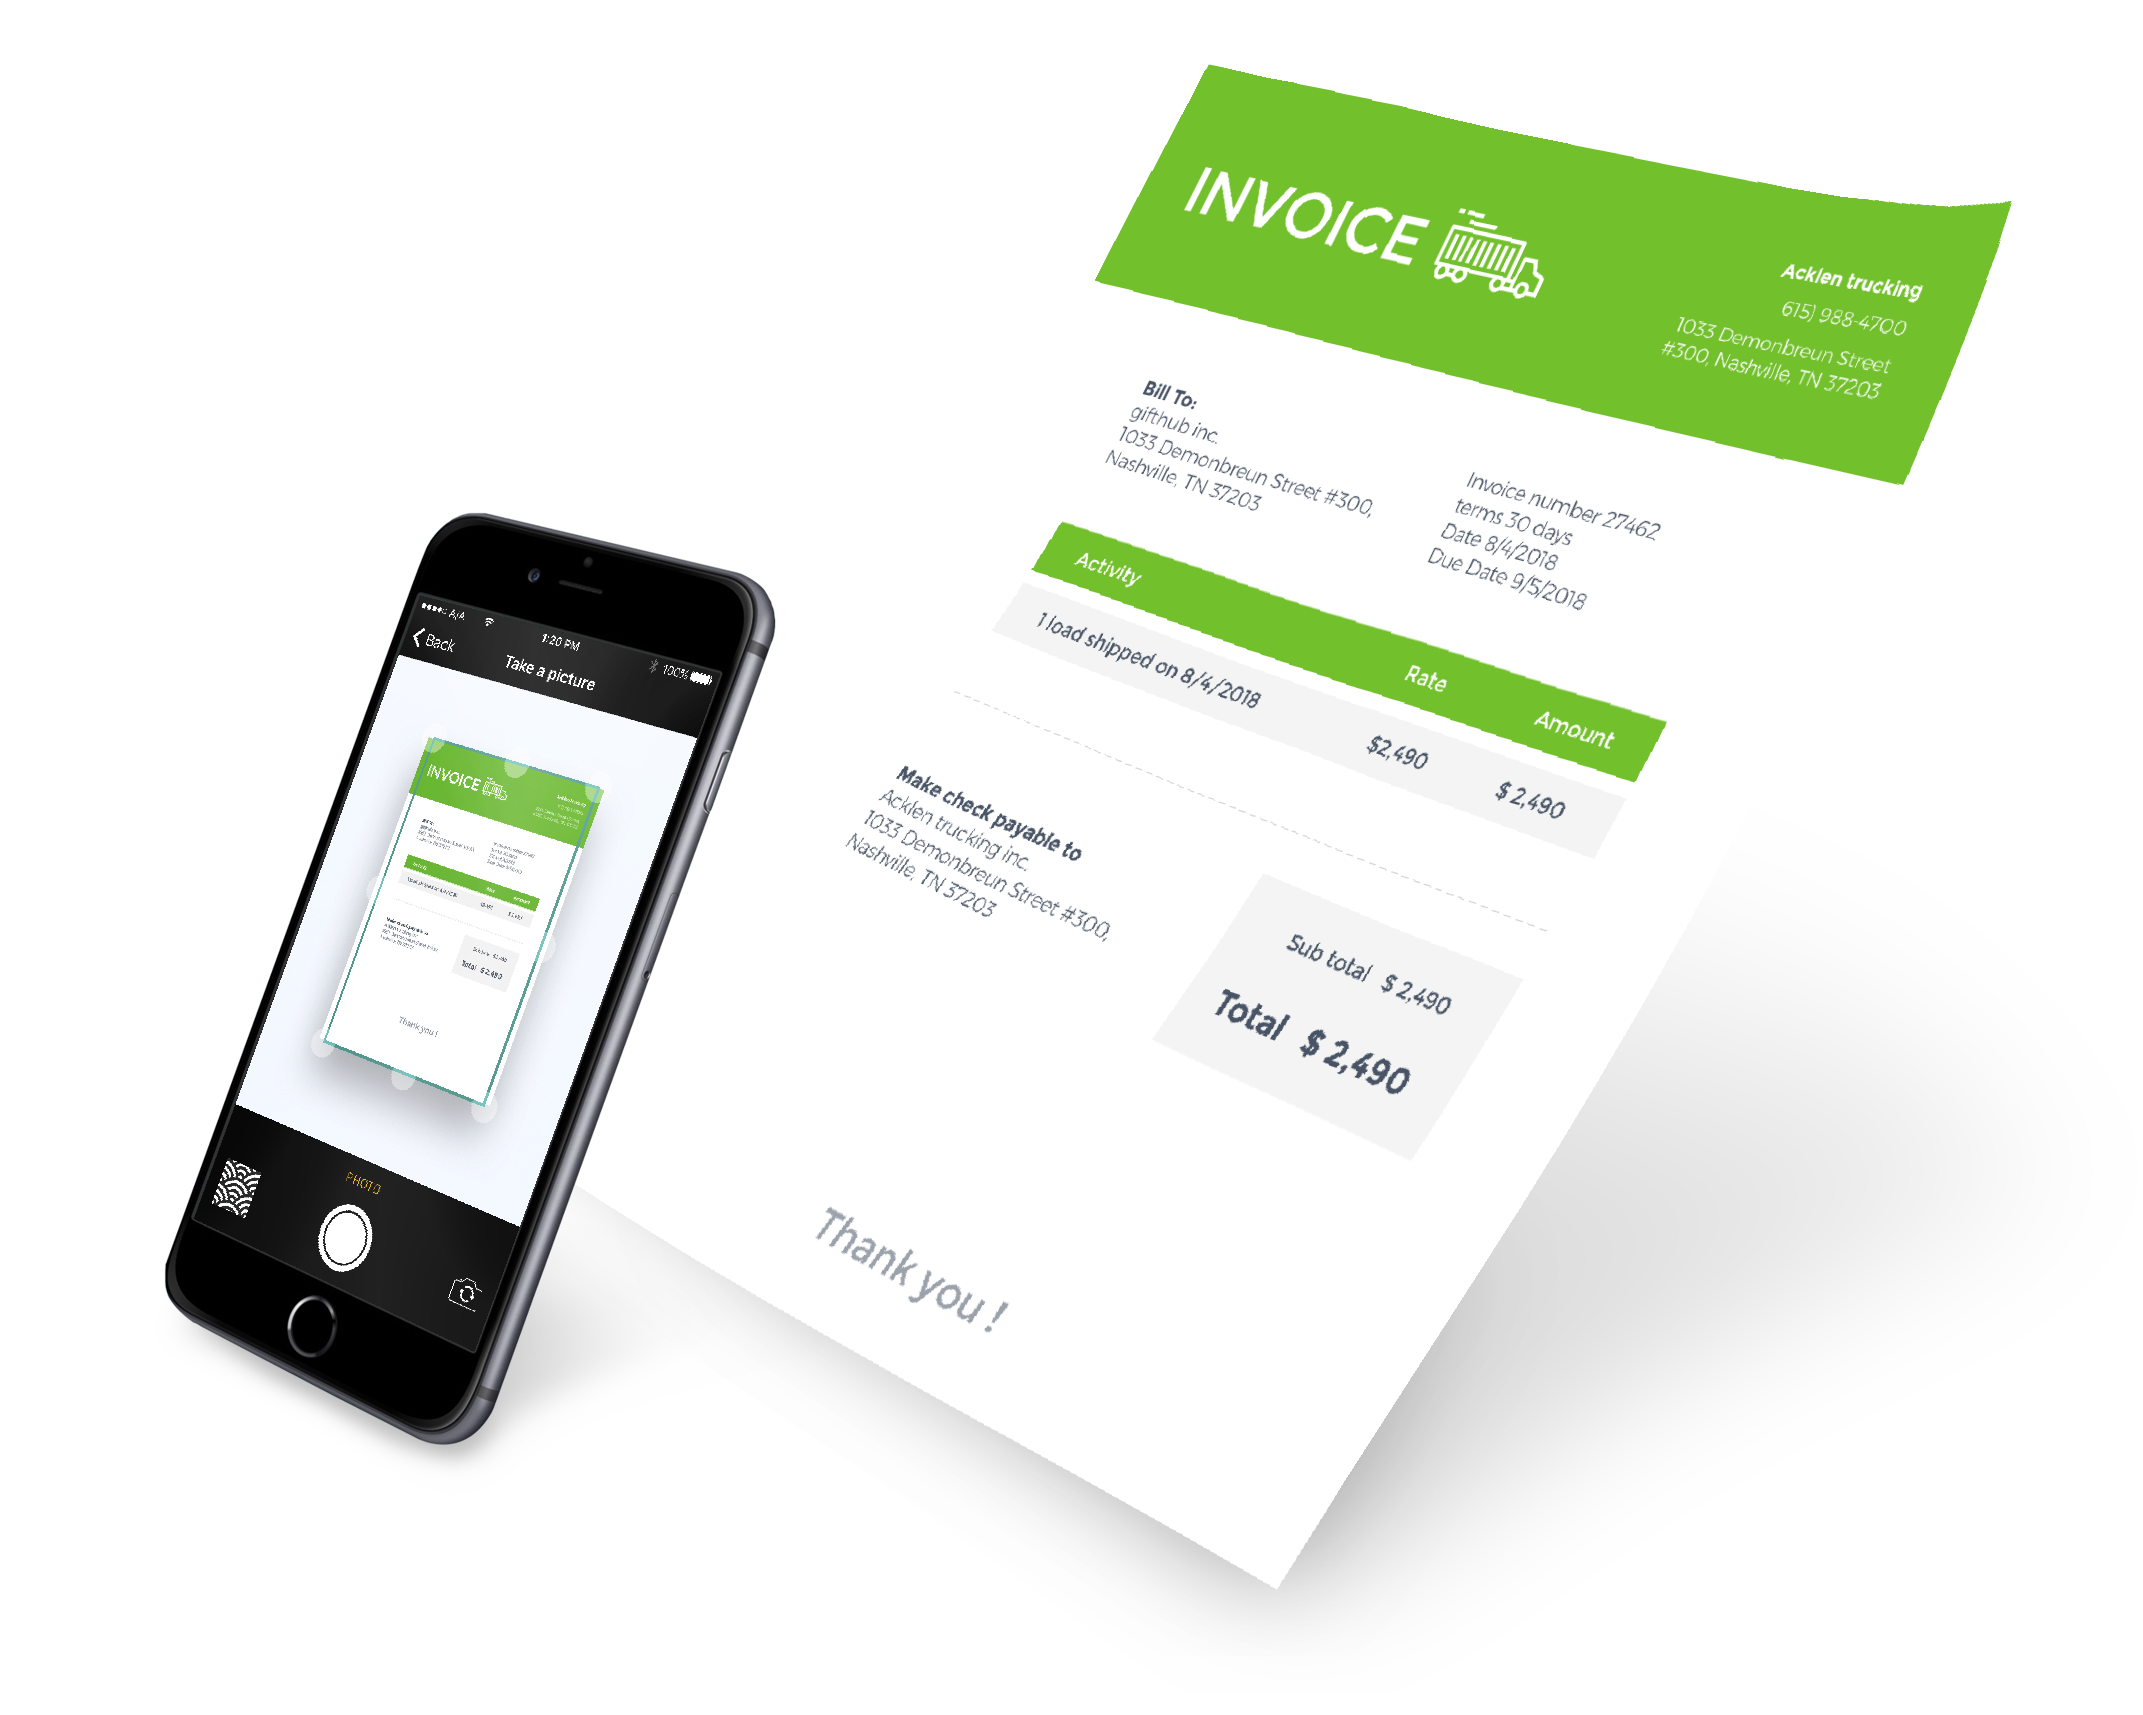 INVOICE
Acklen trucking
615) 988-4700
1033 Demonbreun Street
#300, Nashville, TN 37203
Bill To:
gifthub inc.
1033 Demonbreun Street #300,
Nashville, TN 37203
Invoice number 27462
terms 30 days
Date 8/4/2018
Due Date 9/5/2018
Activity Rate Amount
1 load shipped on 8/4/2018 $2,490 $ 2,490
Make check payable to
Acklen trucking inc.
1033 Demonbreun Street #300,
Nashville, TN 37203
Sub total $ 2,490
Total $ 2,490
Thank you !
1:20 PM
100%
Back
Take a picture
INVOICE
Total $ 2,490
Thank you !
PHOTO